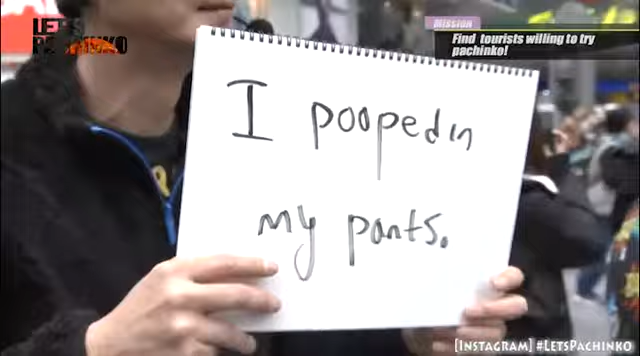 LET'S
PACHINKO
Mission
Find tourists willing to try
pachinko!
I pooped in
my pants.
[Instagram] #LetsPachinko